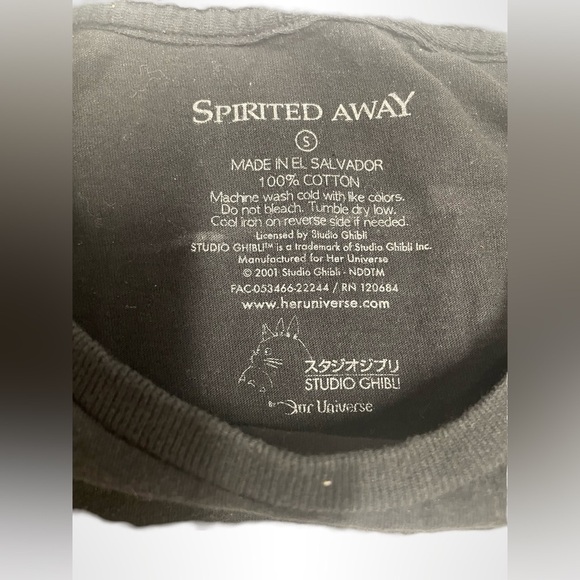 SPIRITED AWAY
S
MADE IN EL SALVADOR
100% COTTON
Machine wash cold with like colors.
Do not bleach. Tumble dry low.
Cool iron on reverse side if needed.
Licensed by Studio Ghibli
STUDIO GHIBLI™ is a trademark of Studio Ghibli Inc.
Manufactured for Her Universe
© 2001 Studio Ghibli - NDDTM
FAC-053466-22244 / RN 120684
www.heruniverse.com
スタジオジブリ
STUDIO GHIBLI
BY Her Universe